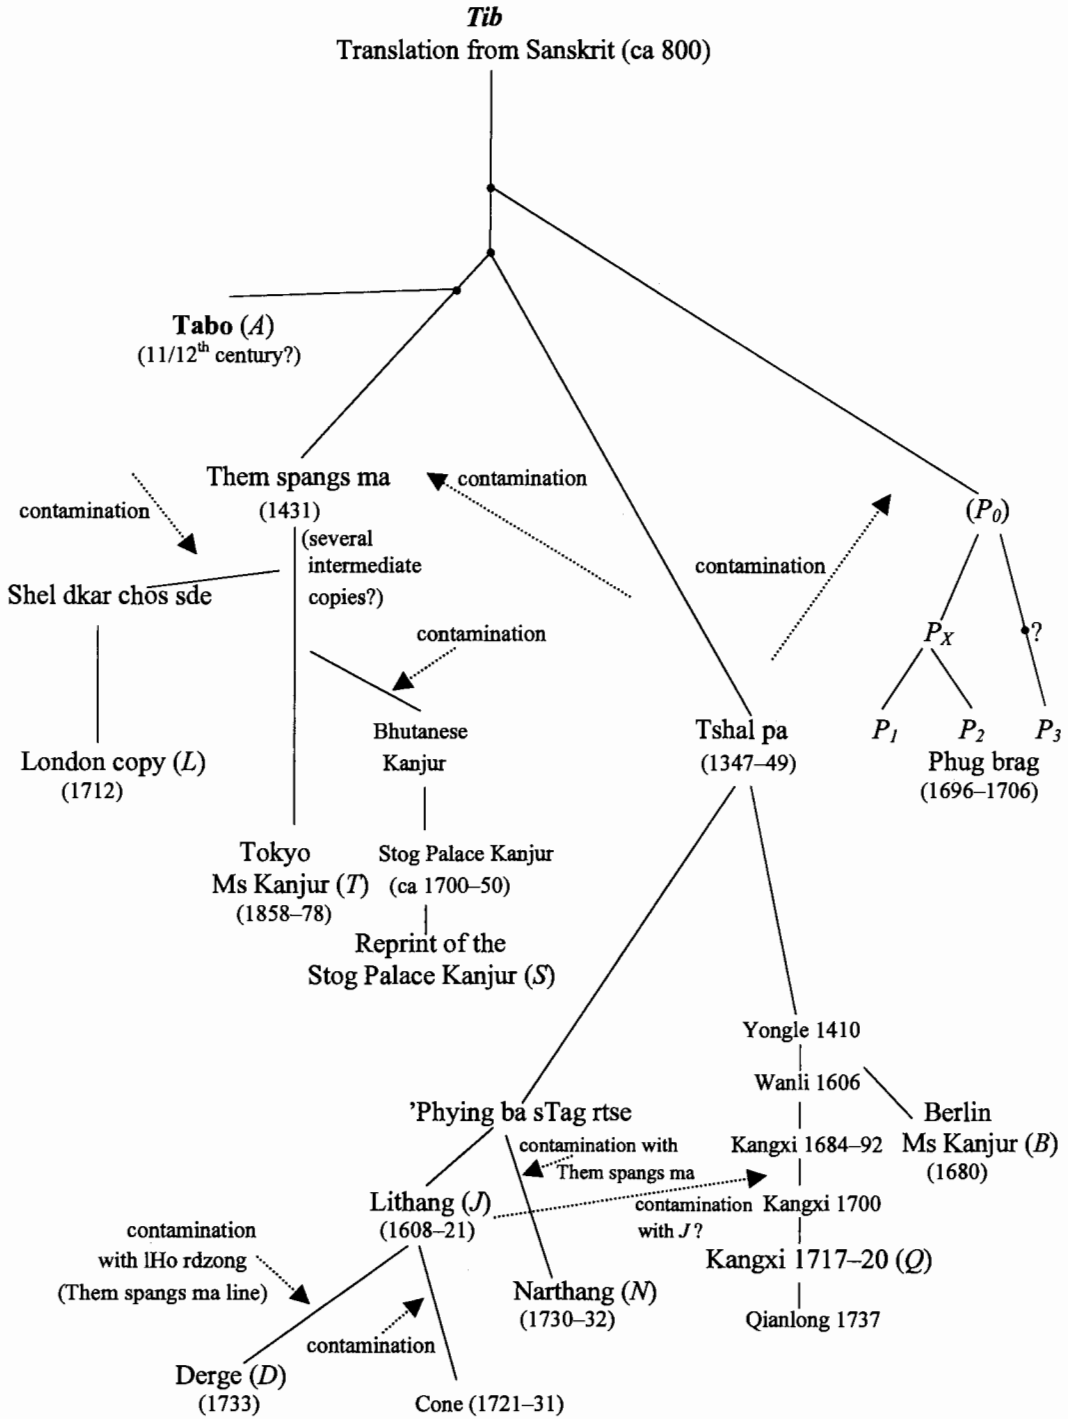 Tib
Translation from Sanskrit (ca 800)
Tabo (A)
(11/12th century?)
Them spangs ma
(1431)
contamination
contamination
(several
intermediate
copies?)
(P0)
contamination
Shel dkar chos sde
contamination
PX
?
Bhutanese
Kanjur
Tshal pa
(1347–49)
P1
P2
P3
Phug brag
(1696–1706)
London copy (L)
(1712)
Tokyo
Ms Kanjur (T)
(1858–78)
Stog Palace Kanjur
(ca 1700–50)
Reprint of the
Stog Palace Kanjur (S)
Yongle 1410
Wanli 1606
Berlin
Ms Kanjur (B)
(1680)
’Phying ba sTag rtse
contamination with
Them spangs ma
Kangxi 1684–92
Lithang (J)
(1608–21)
contamination
with J ?
Kangxi 1700
contamination
with lHo rdzong
(Them spangs ma line)
Kangxi 1717–20 (Q)
Narthang (N)
(1730–32)
Qianlong 1737
contamination
Derge (D)
(1733)
Cone (1721–31)